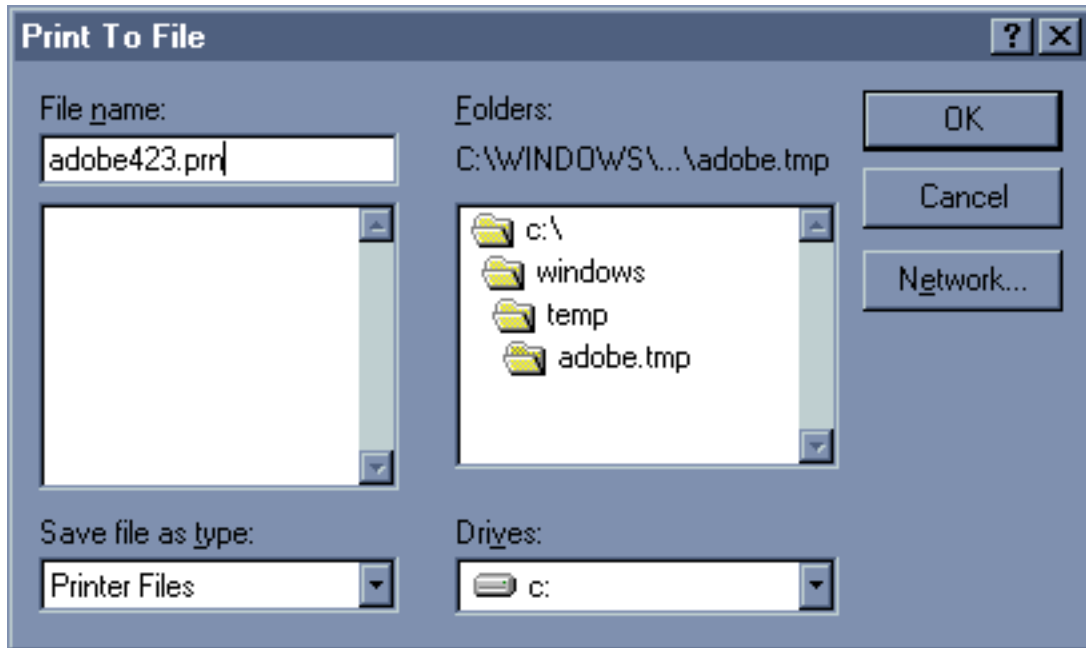 Print To File
File name:
adobe423.prn
Folders:
C:\WINDOWS\...\adobe.tmp
c:\
windows
temp
adobe.tmp
OK
Cancel
Network...
Save file as type:
Printer Files
Drives:
c: